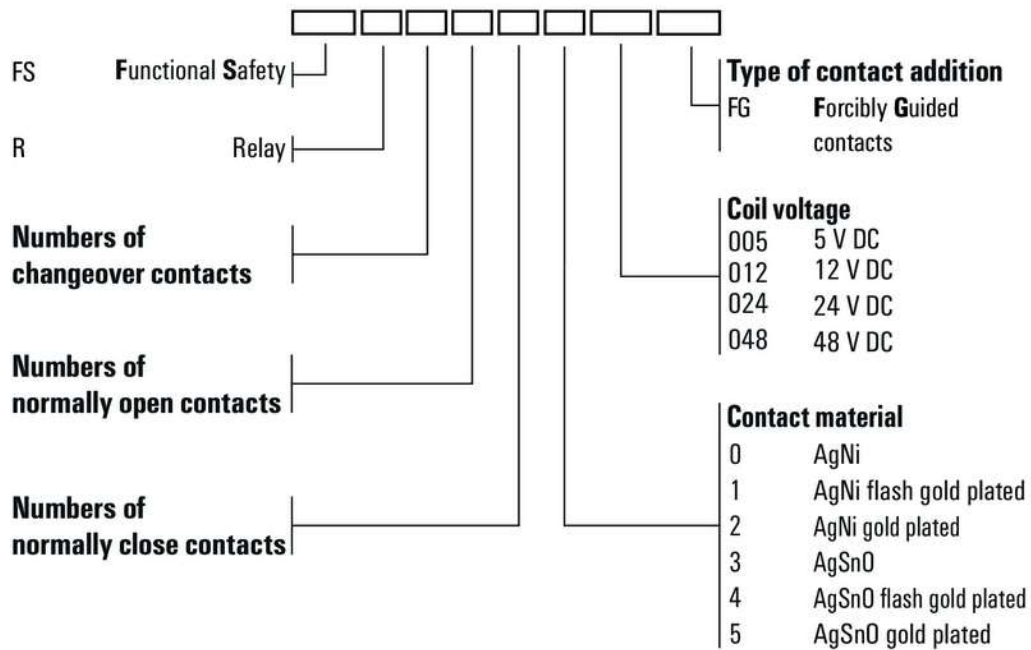 FS Functional Safety
R Relay
Numbers of
changeover contacts
Numbers of
normally open contacts
Numbers of
normally close contacts
Type of contact addition
FG Forcibly Guided
contacts
Coil voltage
005 5 V DC
012 12 V DC
024 24 V DC
048 48 V DC
Contact material
0 AgNi
1 AgNi flash gold plated
2 AgNi gold plated
3 AgSnO
4 AgSnO flash gold plated
5 AgSnO gold plated